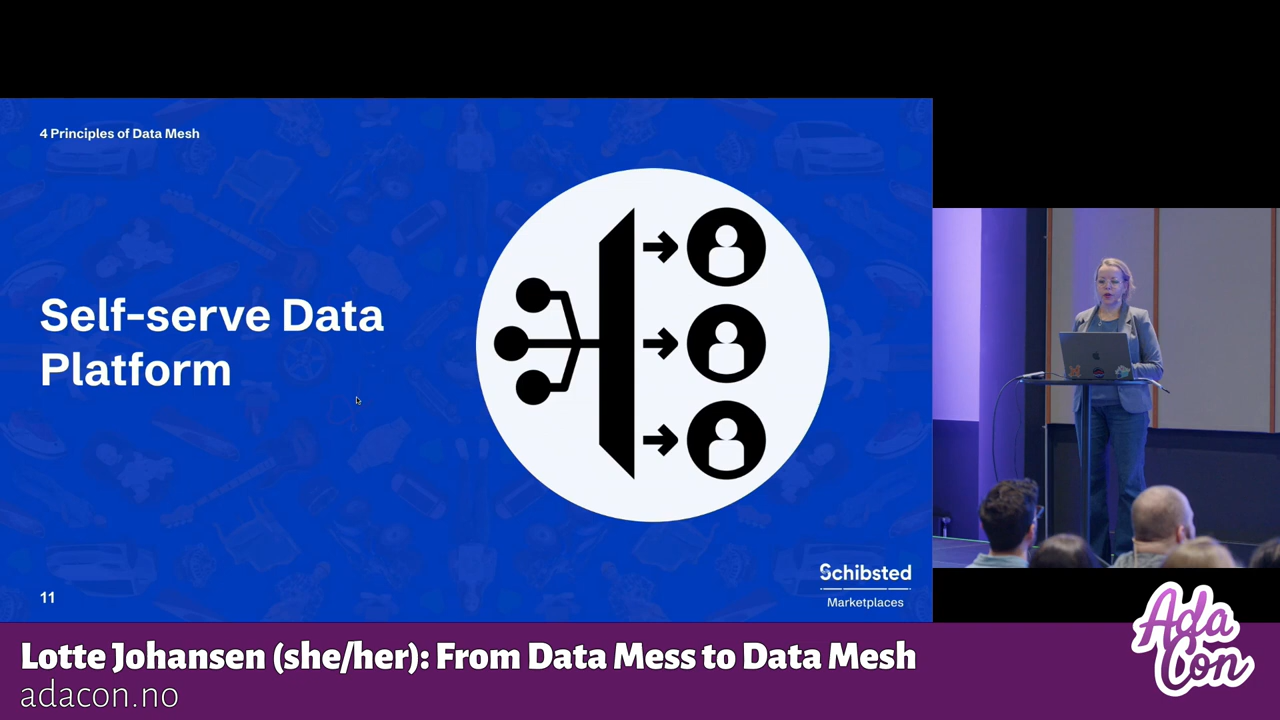 4 Principles of Data Mesh
Self-serve Data
Platform
11
Schibsted
Marketplaces
Lotte Johansen (she/her): From Data Mess to Data Mesh
adacon.no
Ada
Con